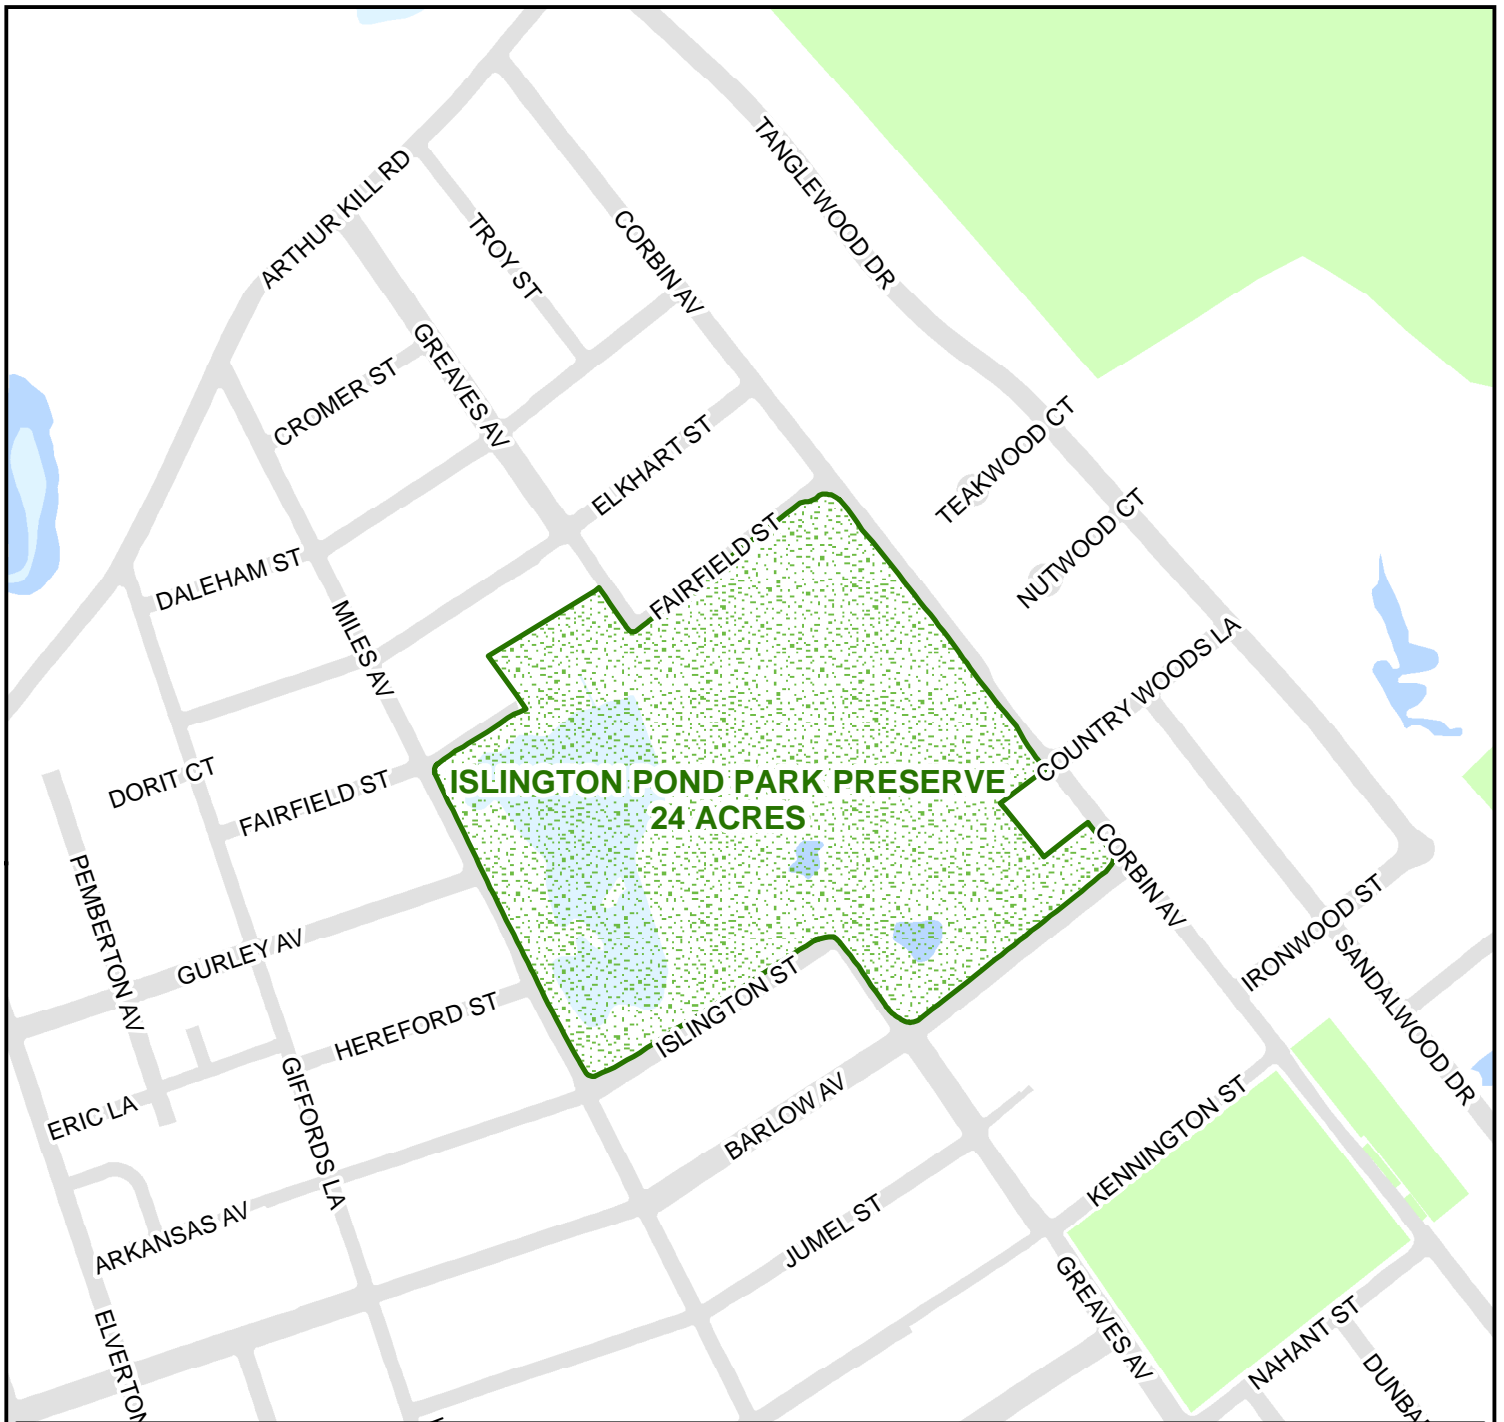 ARTHUR KILL RD
TROY ST
CORBIN AV
TANGLEWOOD DR
CROMER ST
GREAVES AV
ELKHART ST
TEAKWOOD CT
NUTWOOD CT
DALEHAM ST
MILES AV
FAIRFIELD ST
COUNTRY WOODS LA
DORIT CT
FAIRFIELD ST
ISLINGTON POND PARK PRESERVE
24 ACRES
PEMBERTON AV
GURLEY AV
CORBIN AV
IRONWOOD ST
SANDALWOOD DR
HEREFORD ST
ISLINGTON ST
ERIC LA
GIFFORDS LA
BARLOW AV
KENNINGTON ST
ARKANSAS AV
JUMEL ST
GREAVES AV
NAHANT ST
ELVERTON